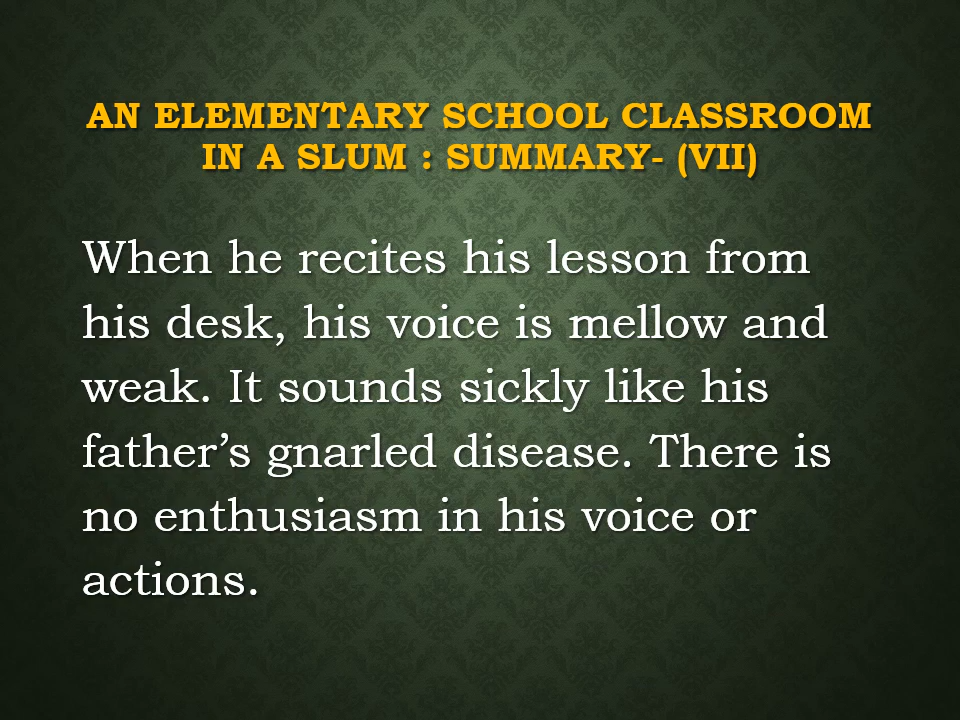 AN ELEMENTARY SCHOOL CLASSROOM
IN A SLUM : SUMMARY- (VII)
When he recites his lesson from
his desk, his voice is mellow and
weak. It sounds sickly like his
father’s gnarled disease. There is
no enthusiasm in his voice or
actions.